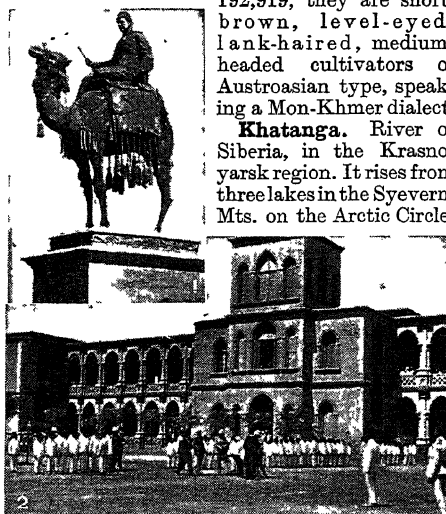 192,919, they are short
brown, level-eyed
lank-haired, medium
headed cultivators o
Austroasian type, speak
ing a Mon-Khmer dialect
Khatanga. River o
Siberia, in the Krasno
yarsk region. It rises from
three lakes in the Syevern
Mts. on the Arctic Circle
2